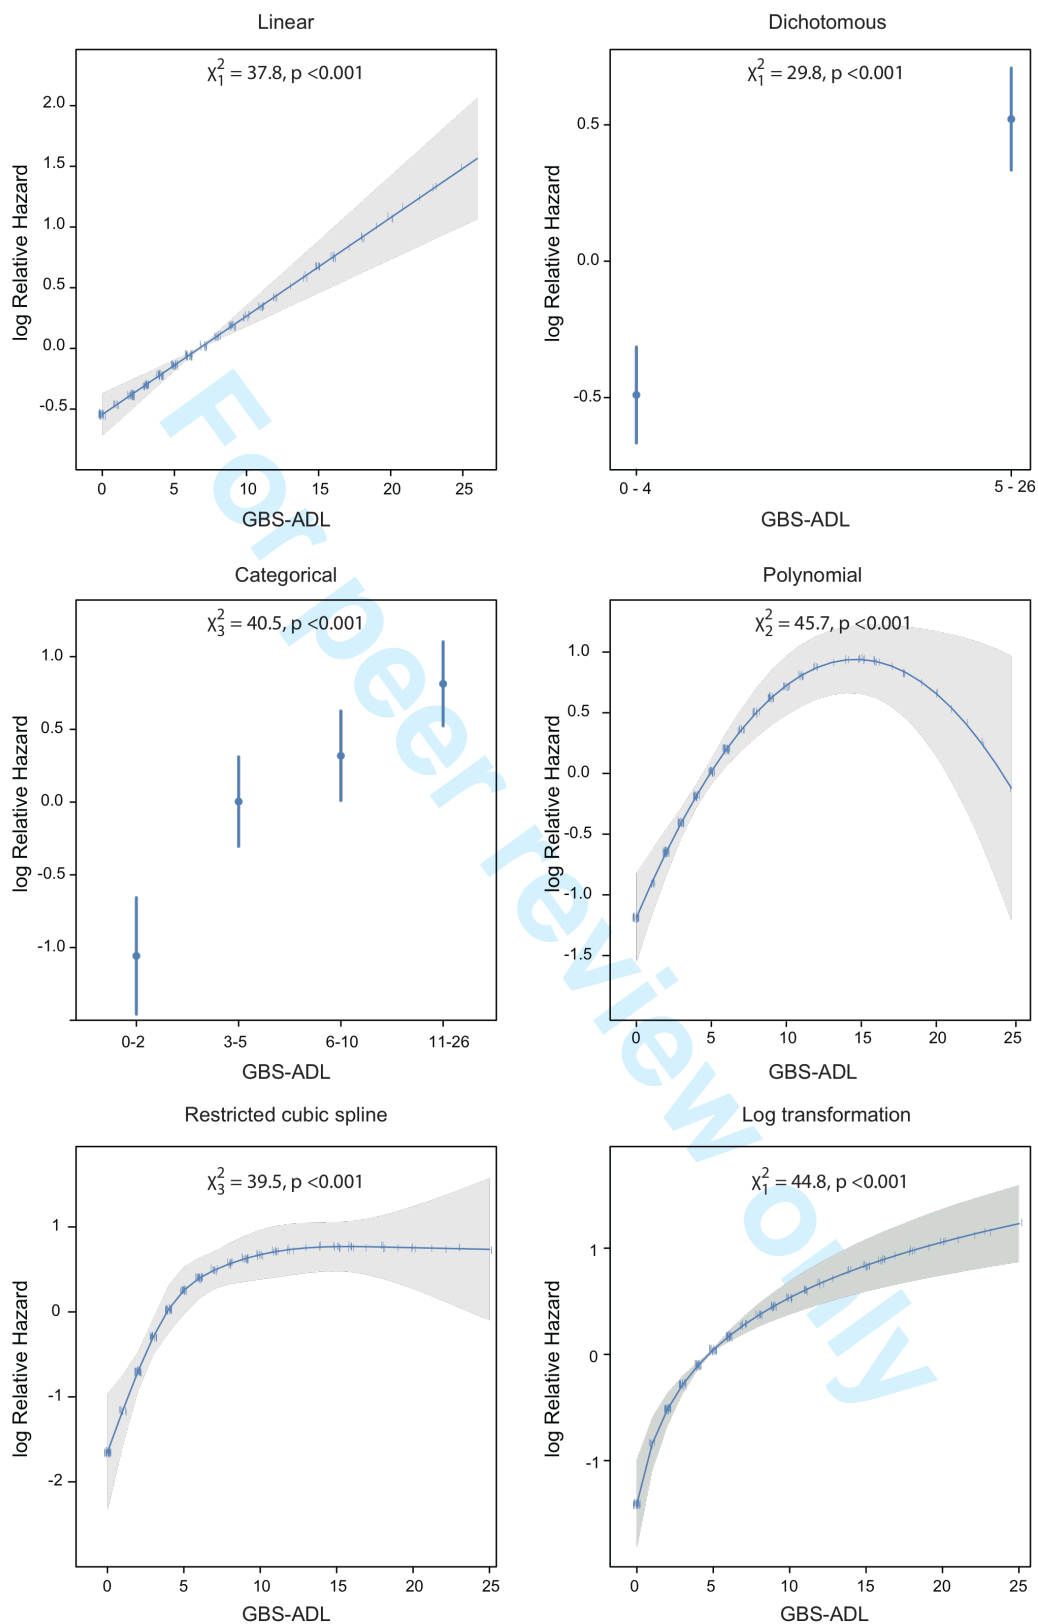 Linear
χ²₁ = 37.8, p <0.001
log Relative Hazard
2.0
1.5
1.0
0.5
0.0
-0.5
0 5 10 15 20 25
GBS-ADL
Dichotomous
χ²₁ = 29.8, p <0.001
log Relative Hazard
0.5
0.0
-0.5
0 - 4 5 - 26
GBS-ADL
Categorical
χ²₃ = 40.5, p <0.001
log Relative Hazard
1.0
0.5
0.0
-0.5
-1.0
0-2 3-5 6-10 11-26
GBS-ADL
Polynomial
χ²₂ = 45.7, p <0.001
log Relative Hazard
1.0
0.5
0.0
-0.5
-1.0
-1.5
0 5 10 15 20 25
GBS-ADL
Restricted cubic spline
χ²₃ = 39.5, p <0.001
log Relative Hazard
1
0
-1
-2
0 5 10 15 20 25
GBS-ADL
Log transformation
χ²₁ = 44.8, p <0.001
log Relative Hazard
1
0
-1
0 5 10 15 20 25
GBS-ADL
For peer review only